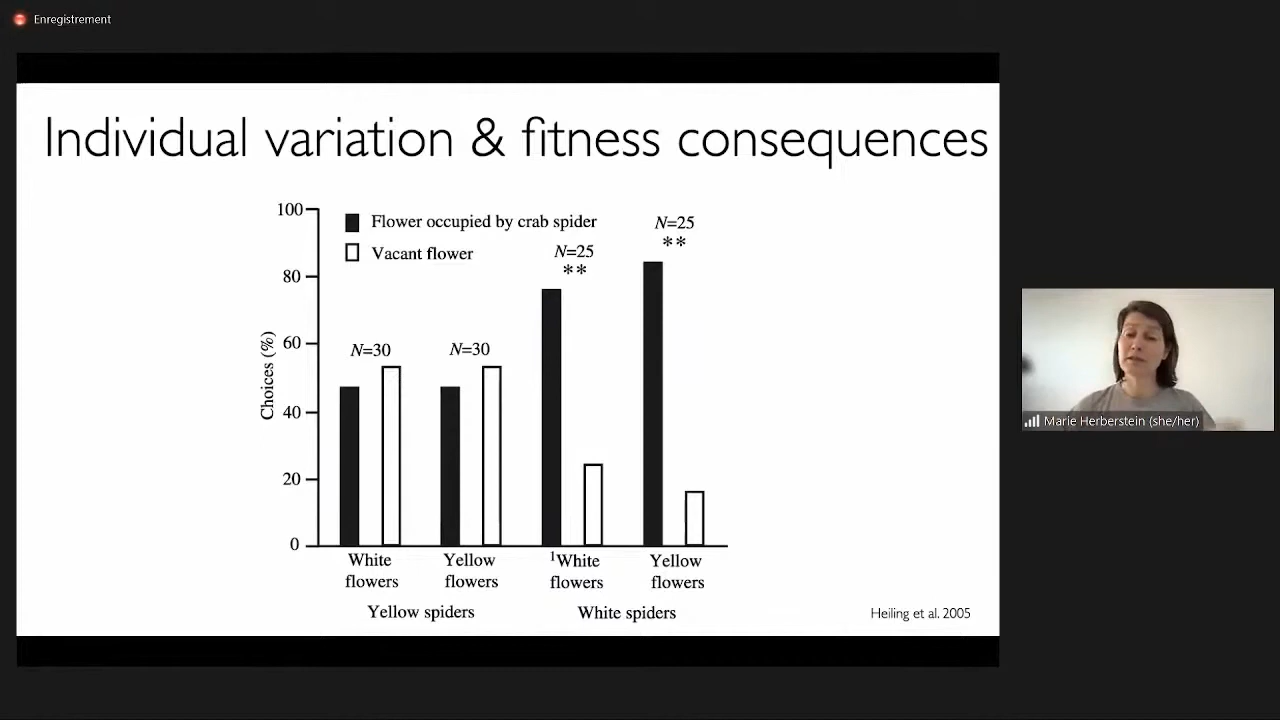 Enregistrement
Individual variation & fitness consequences
100
80
60
40
20
0
Choices (%)
Flower occupied by crab spider
Vacant flower
N=30
N=30
N=25
**
N=25
**
White
flowers
Yellow
flowers
¹White
flowers
Yellow
flowers
Yellow spiders
White spiders
Heiling et al. 2005
Marie Herberstein (she/her)